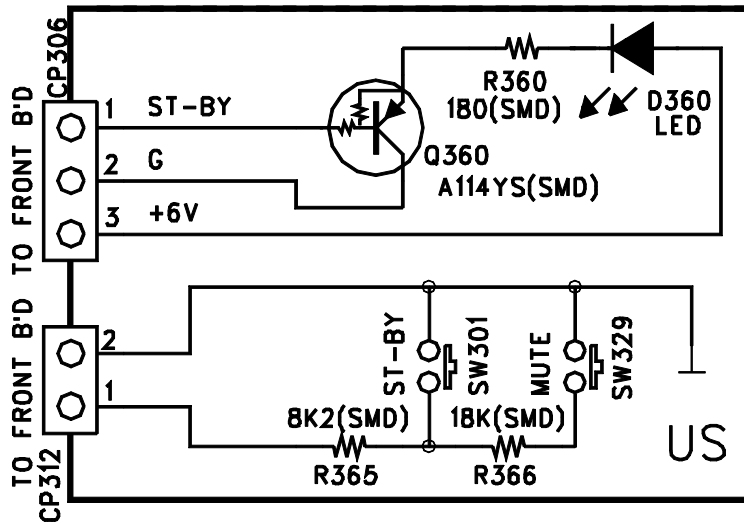 CP306
TO FRONT B'D
1 ST-BY
2 G
3 +6V
R360
180(SMD)
D360
LED
Q360
A114YS(SMD)
TO FRONT B'D
CP312
2
1
ST-BY
SW301
MUTE
SW329
8K2(SMD)
18K(SMD)
R365
R366
US